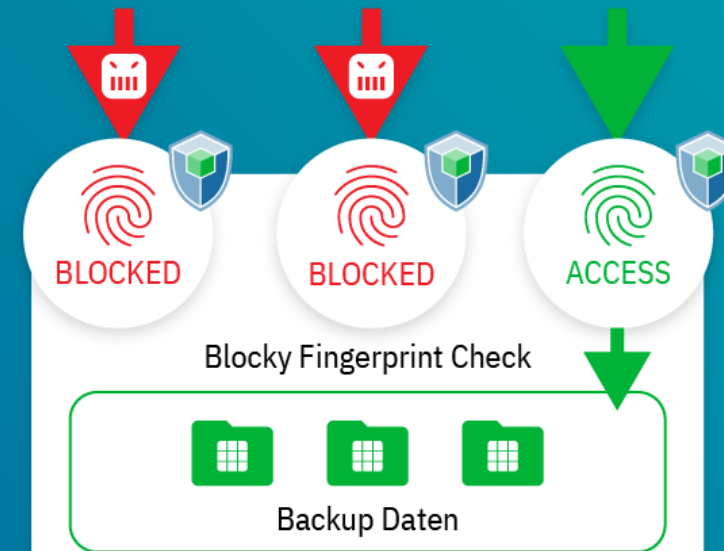 BLOCKED
BLOCKED
ACCESS
Blocky Fingerprint Check
Backup Daten